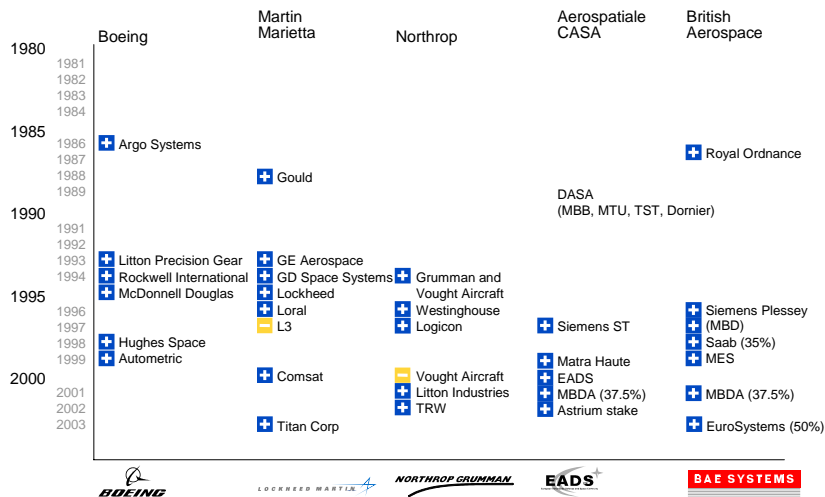 Boeing
Martin
Marietta
Northrop
Aerospatiale
CASA
British
Aerospace
1980
1981
1982
1983
1984
1985
1986
Argo Systems
Royal Ordnance
1987
1988
Gould
1989
DASA
(MBB, MTU, TST, Dornier)
1990
1991
1992
1993
Litton Precision Gear
GE Aerospace
1994
Rockwell International
GD Space Systems
Grumman and
Vought Aircraft
1995
McDonnell Douglas
Lockheed
1996
Loral
Westinghouse
Siemens Plessey
1997
L3
Logicon
Siemens ST
(MBD)
1998
Hughes Space
Saab (35%)
1999
Autometric
Matra Haute
MES
2000
Comsat
Vought Aircraft
EADS
2001
Litton Industries
MBDA (37.5%)
MBDA (37.5%)
2002
TRW
Astrium stake
2003
Titan Corp
EuroSystems (50%)
BOEING
LOCKHEED MARTIN
NORTHROP GRUMMAN
EADS
BAE SYSTEMS